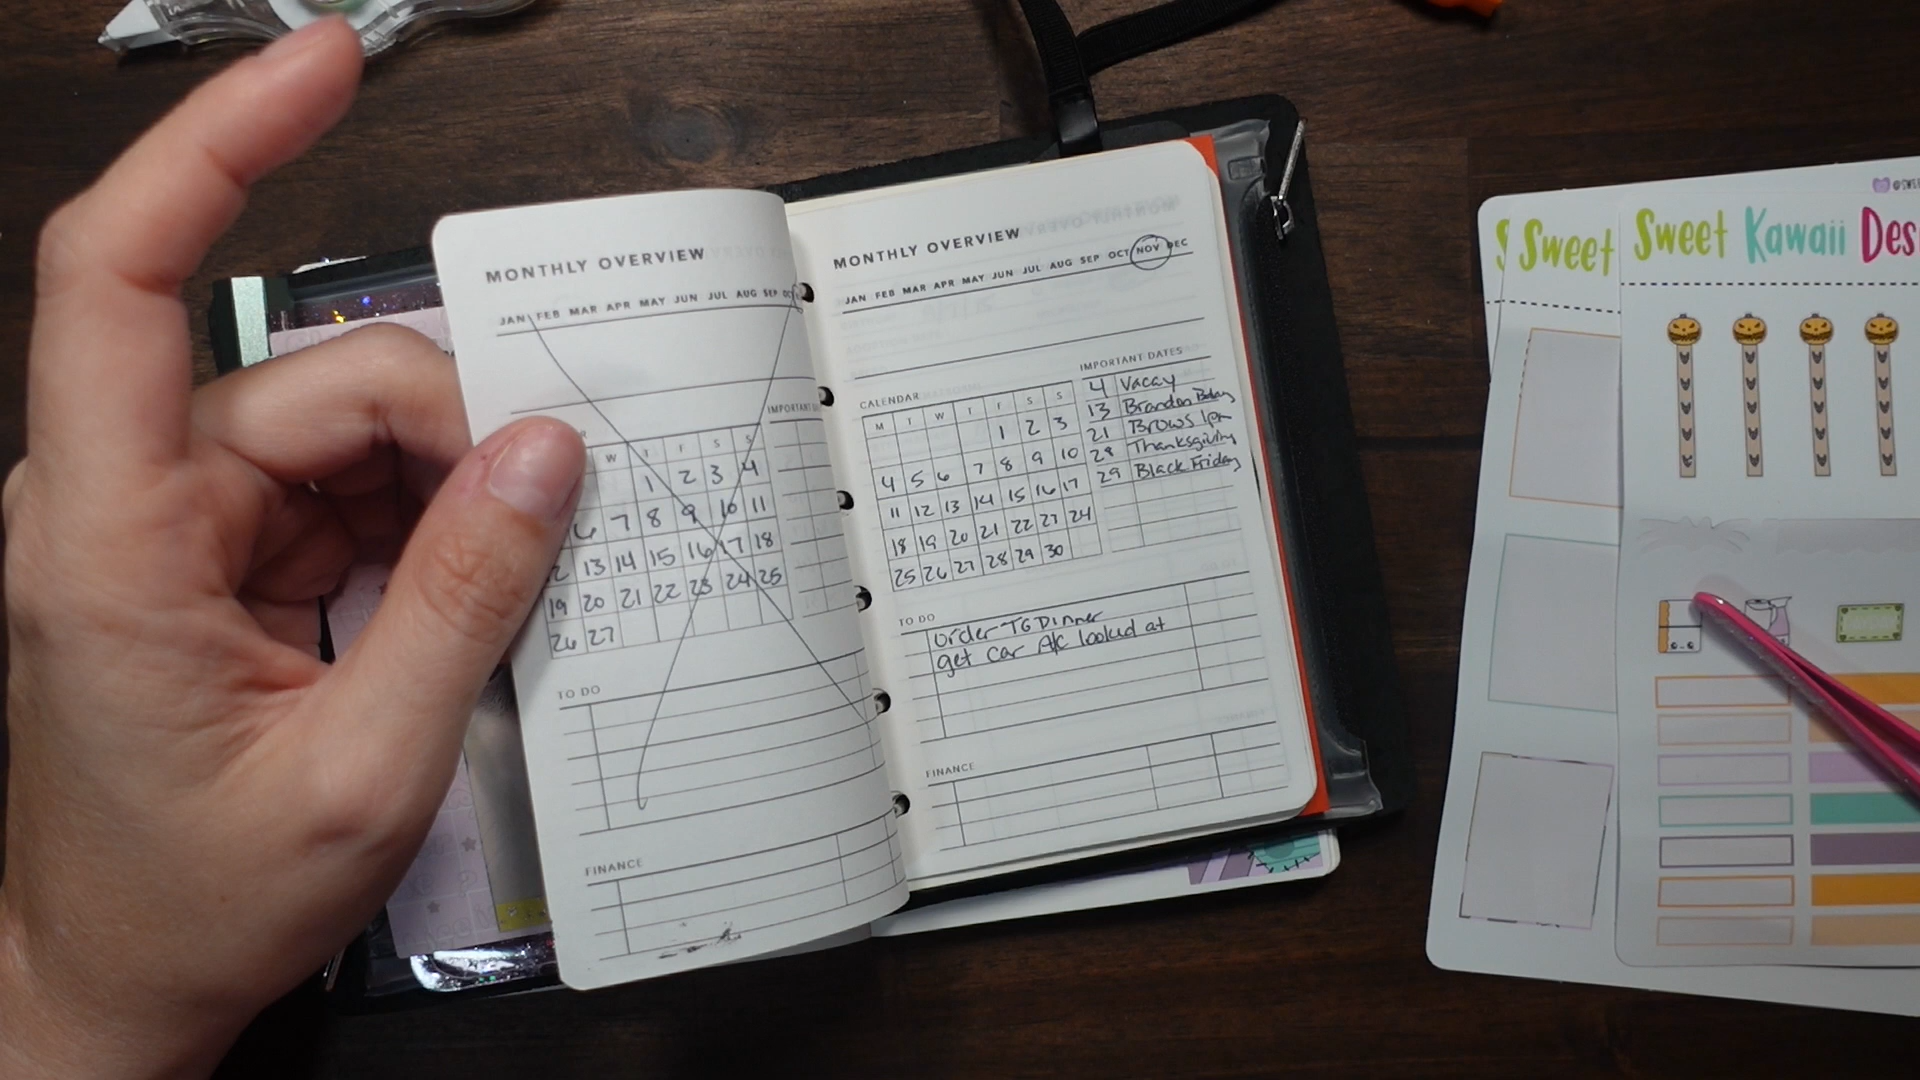 MONTHLY OVERVIEW
JAN FEB MAR APR MAY JUN JUL AUG SEP OCT
IMPORTANT
W T F S S
1 2 3 4
6 7 8 9 10 11
13 14 15 16 17 18
19 20 21 22 23 24 25
26 27
TO DO
FINANCE
MONTHLY OVERVIEW
JAN FEB MAR APR MAY JUN JUL AUG SEP OCT NOV DEC
CALENDAR
M T W T F S S
1 2 3
4 5 6 7 8 9 10
11 12 13 14 15 16 17
18 19 20 21 22 23 24
25 26 27 28 29 30
IMPORTANT DATES
4 Vacay
13 Brandon Bday
21 Brows 1pm
28 Thanksgiving
29 Black Friday
TO DO
order TG Dinner
get car A/C looked at
FINANCE
Sweet
Sweet Kawaii Des